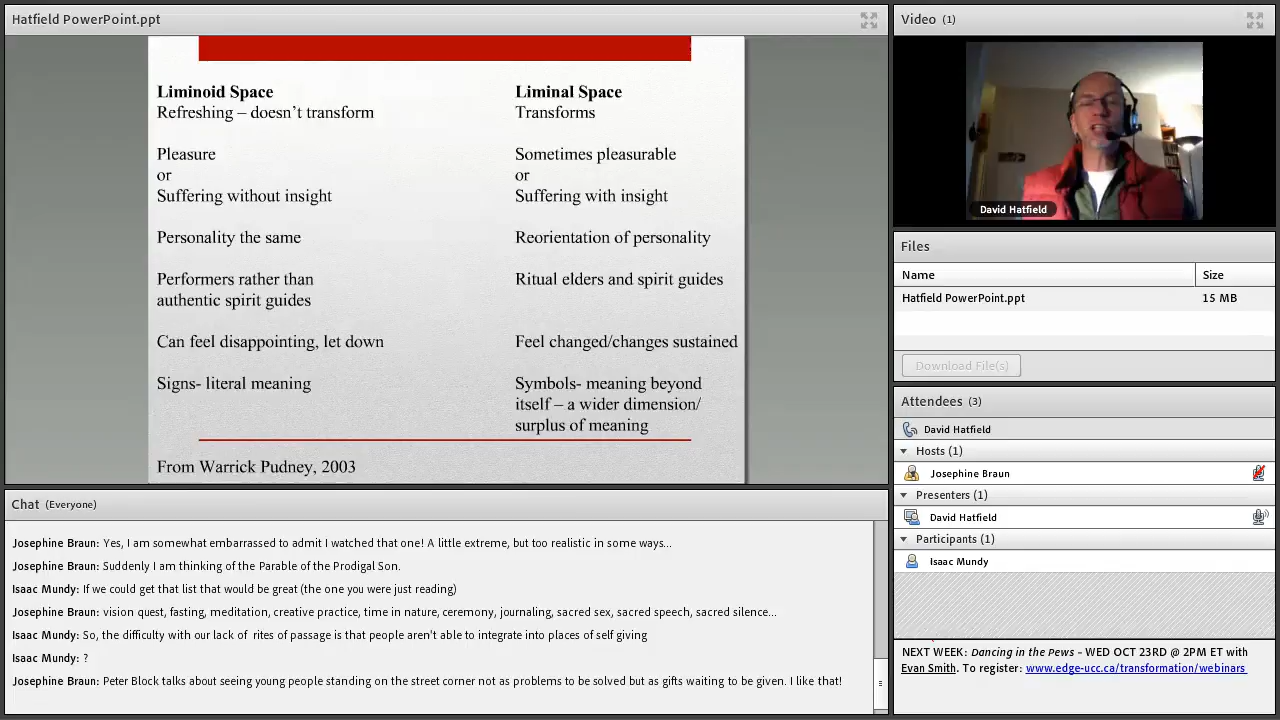 Hatfield PowerPoint.ppt
Liminoid Space
Refreshing – doesn’t transform
Pleasure
or
Suffering without insight
Personality the same
Performers rather than
authentic spirit guides
Can feel disappointing, let down
Signs- literal meaning
Liminal Space
Transforms
Sometimes pleasurable
or
Suffering with insight
Reorientation of personality
Ritual elders and spirit guides
Feel changed/changes sustained
Symbols- meaning beyond
itself – a wider dimension/
surplus of meaning
From Warrick Pudney, 2003
Chat (Everyone)
Josephine Braun: Yes, I am somewhat embarrassed to admit I watched that one! A little extreme, but too realistic in some ways...
Josephine Braun: Suddenly I am thinking of the Parable of the Prodigal Son.
Isaac Mundy: If we could get that list that would be great (the one you were just reading)
Josephine Braun: vision quest, fasting, meditation, creative practice, time in nature, ceremony, journaling, sacred sex, sacred speech, sacred silence...
Isaac Mundy: So, the difficulty with our lack of rites of passage is that people aren't able to integrate into places of self giving
Isaac Mundy: ?
Josephine Braun: Peter Block talks about seeing young people standing on the street corner not as problems to be solved but as gifts waiting to be given. I like that!
Video (1)
David Hatfield
Files
Name Size
Hatfield PowerPoint.ppt 15 MB
Download File(s)
Attendees (3)
David Hatfield
Hosts (1)
Josephine Braun
Presenters (1)
David Hatfield
Participants (1)
Isaac Mundy
NEXT WEEK: Dancing in the Pews - WED OCT 23RD @ 2PM ET with
Evan Smith. To register: www.edge-ucc.ca/transformation/webinars